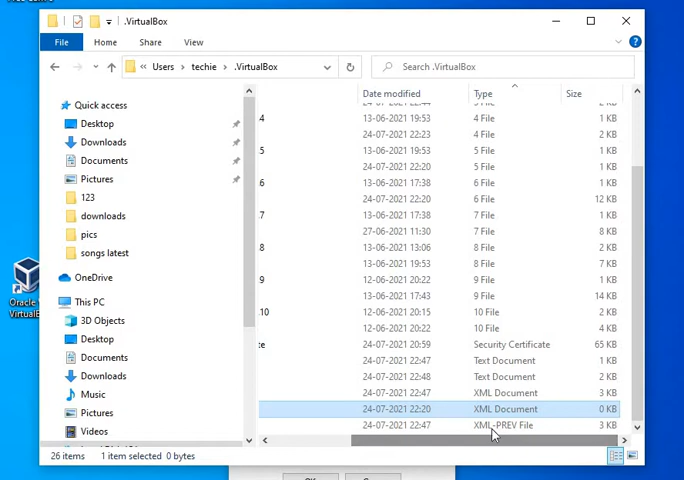 .VirtualBox
File Home Share View
Users techie .VirtualBox Search .VirtualBox
Date modified Type Size
Quick access
Desktop
Downloads
Documents
Pictures
123
downloads
pics
songs latest
OneDrive
This PC
3D Objects
Desktop
Documents
Downloads
Music
Pictures
Videos
4 13-06-2021 19:53 4 File 1 KB
24-07-2021 22:23 4 File 2 KB
5 13-06-2021 19:53 5 File 1 KB
24-07-2021 22:20 5 File 1 KB
6 13-06-2021 17:38 6 File 1 KB
24-07-2021 22:20 6 File 12 KB
.7 13-06-2021 17:38 7 File 1 KB
27-06-2021 11:30 7 File 8 KB
8 13-06-2021 13:06 8 File 2 KB
13-06-2021 19:53 8 File 7 KB
9 12-06-2021 20:22 9 File 1 KB
13-06-2021 17:43 9 File 14 KB
.10 12-06-2021 20:15 10 File 2 KB
12-06-2021 20:22 10 File 4 KB
te 24-07-2021 20:59 Security Certificate 65 KB
24-07-2021 22:47 Text Document 1 KB
24-07-2021 22:48 Text Document 2 KB
24-07-2021 22:47 XML Document 3 KB
24-07-2021 22:20 XML Document 0 KB
24-07-2021 22:47 XML-PREV File 3 KB
26 items 1 item selected 0 bytes
Oracle